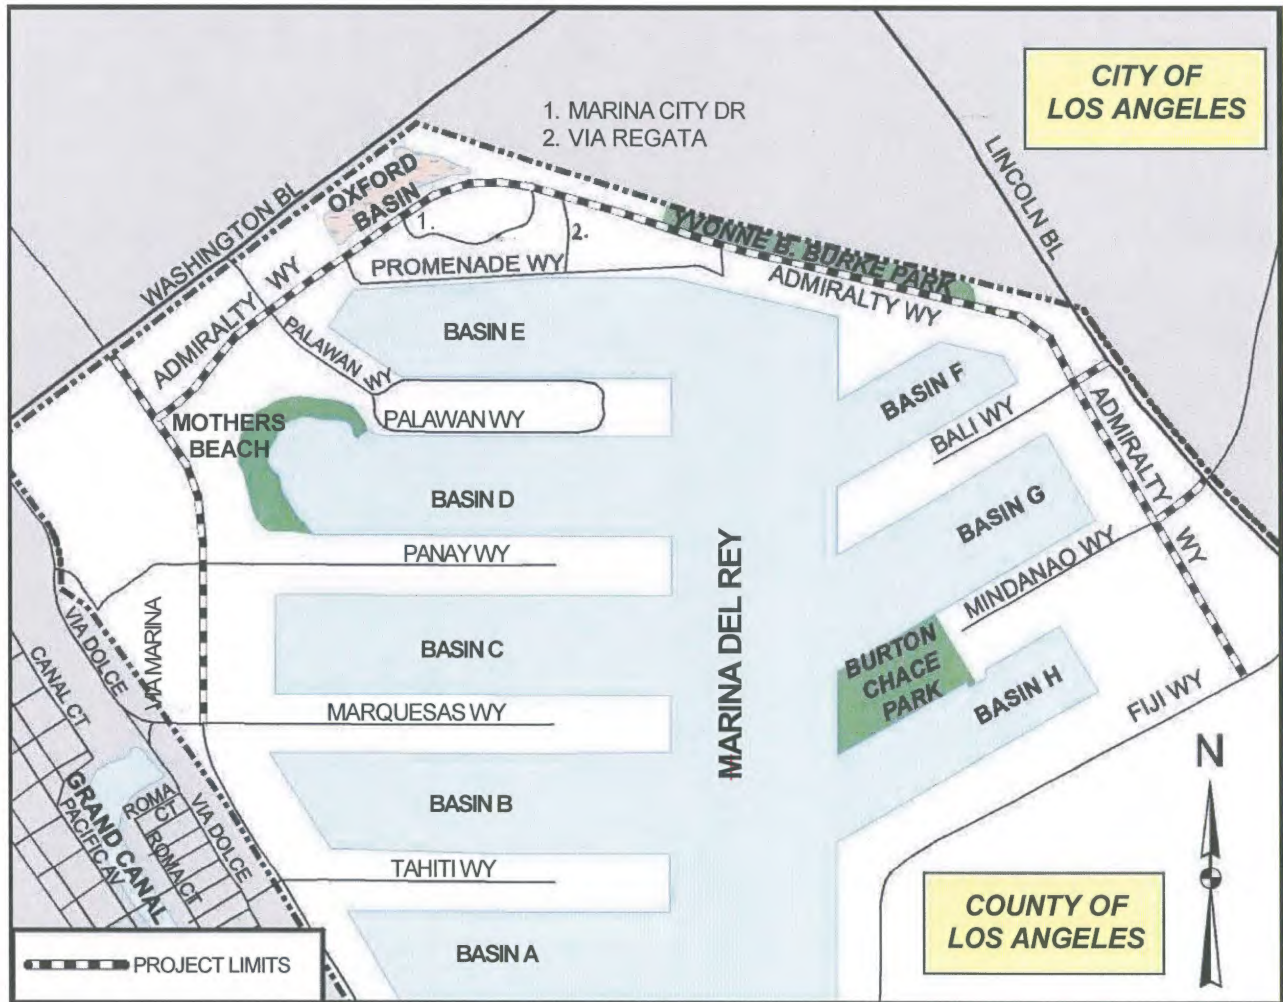 CITY OF
LOS ANGELES
1. MARINA CITY DR
2. VIA REGATA
LINCOLN BL
OXFORD
BASIN
WASHINGTON BL
1.
2.
YVONNE B. BURKE PARK
PROMENADE WY
ADMIRALTY WY
ADMIRALTY WY
BASIN E
PALAWAN WY
BASIN F
PALAWAN WY
MOTHERS
BEACH
BALI WY
ADMIRALTY WY
BASIN D
BASIN G
PANAY WY
MINDANAO WY
MARINA DEL REY
VIA DOLCE
VIA MARINA
CANAL CT
BASIN C
BURTON
CHACE
PARK
BASIN H
FIJI WY
MARQUESAS WY
N
GRAND CANAL
PACIFIC AV
ROMA
CT
ROMA CT
VIA DOLCE
BASIN B
TAHITI WY
COUNTY OF
LOS ANGELES
BASIN A
PROJECT LIMITS